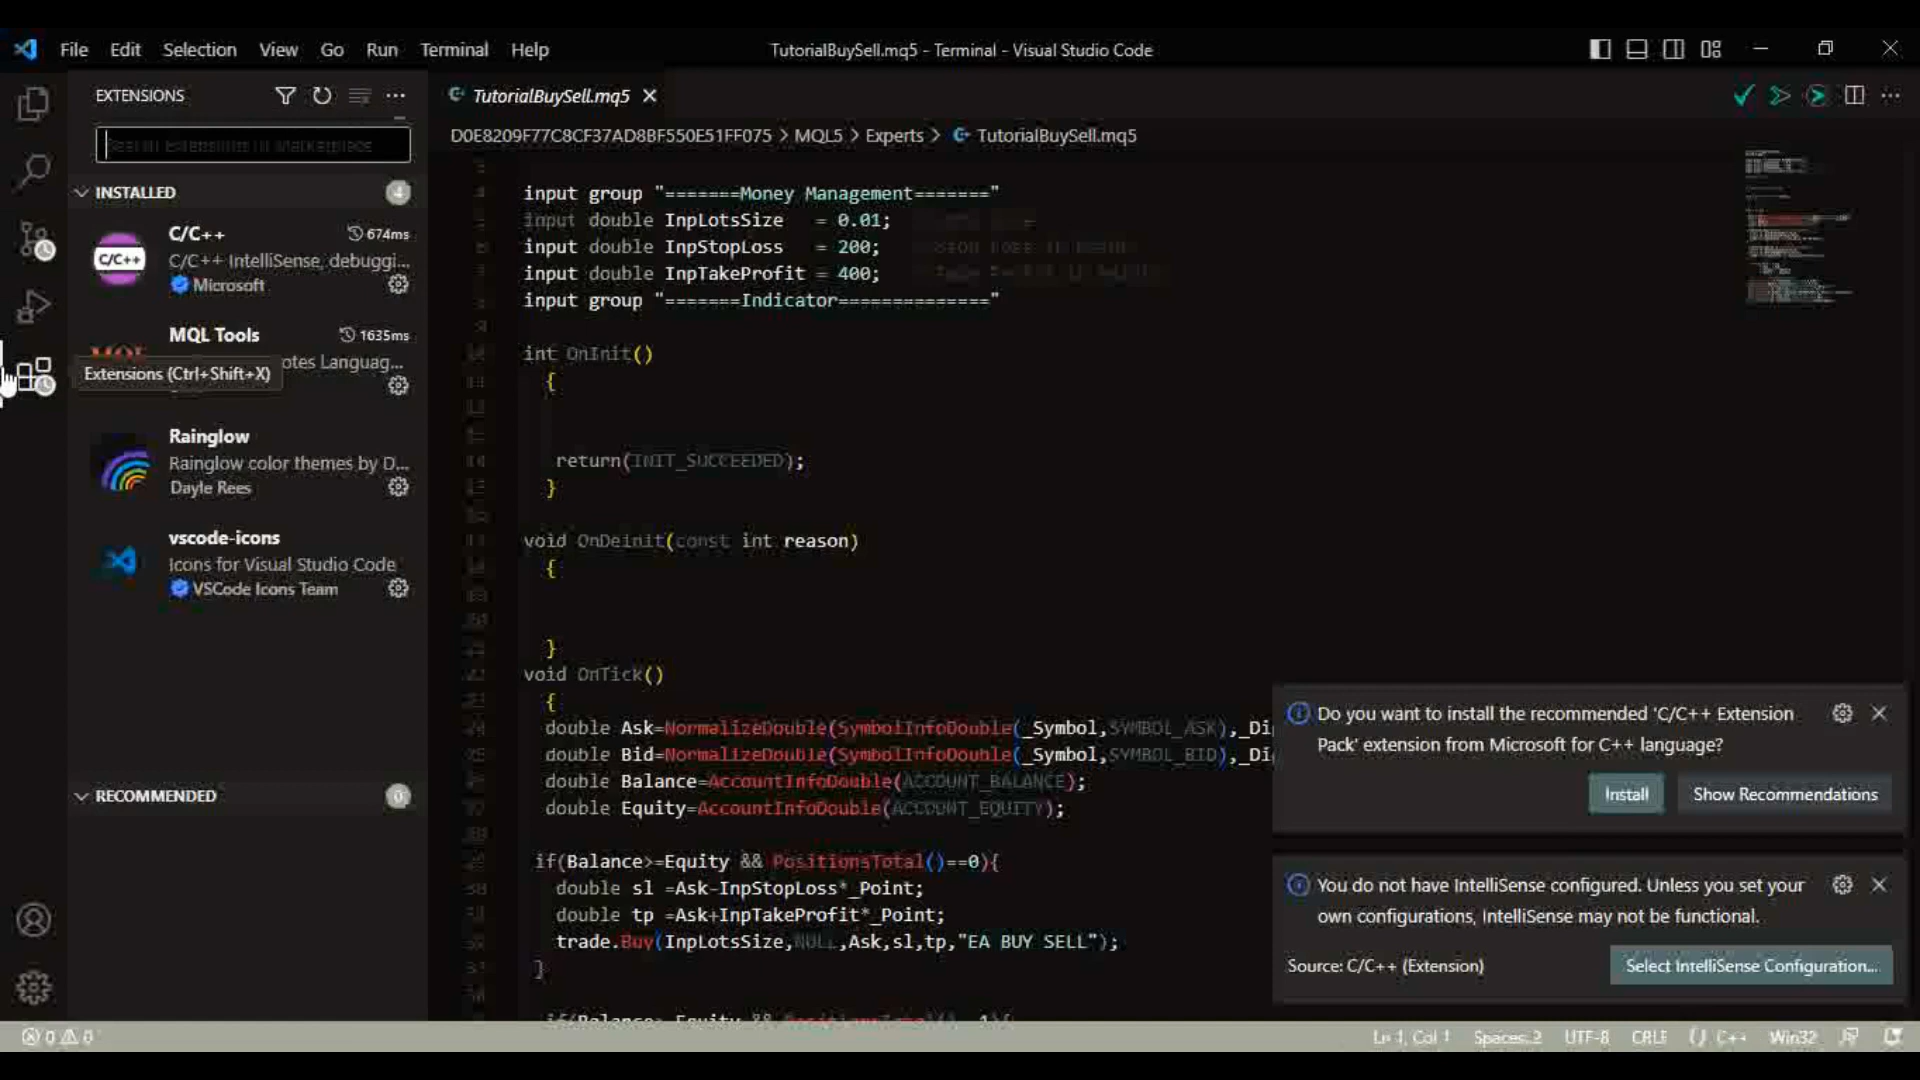 File Edit Selection View Go Run Terminal Help
TutorialBuySell.mq5 - Terminal - Visual Studio Code
EXTENSIONS
TutorialBuySell.mq5
D0E8209F77C8CF37AD8BF550E51FF075 > MQL5 > Experts > TutorialBuySell.mq5
Search Extensions in Marketplace
INSTALLED
4
C/C++
674ms
C/C++ IntelliSense, debuggi...
Microsoft
MQL Tools
1635ms
otes Languag...
Extensions (Ctrl+Shift+X)
Rainglow
Rainglow color themes by D...
Dayle Rees
vscode-icons
Icons for Visual Studio Code
VSCode Icons Team
RECOMMENDED
0
input group "=======Money Management======="
input double InpLotsSize = 0.01;
input double InpStopLoss = 200;
input double InpTakeProfit = 400;
input group "=======Indicator=============="
int OnInit()
{
return(INIT_SUCCEEDED);
}
void OnDeinit(const int reason)
{
}
void OnTick()
{
double Ask=NormalizeDouble(SymbolInfoDouble(_Symbol,SYMBOL_ASK),_Di
double Bid=NormalizeDouble(SymbolInfoDouble(_Symbol,SYMBOL_BID),_Di
double Balance=AccountInfoDouble(ACCOUNT_BALANCE);
double Equity=AccountInfoDouble(ACCOUNT_EQUITY);
if(Balance>=Equity && PositionsTotal()==0){
double sl =Ask-InpStopLoss*_Point;
double tp =Ask+InpTakeProfit*_Point;
trade.Buy(InpLotsSize,NULL,Ask,sl,tp,"EA BUY SELL");
}
Do you want to install the recommended 'C/C++ Extension
Pack' extension from Microsoft for C++ language?
Install
Show Recommendations
You do not have IntelliSense configured. Unless you set your
own configurations, IntelliSense may not be functional.
Source: C/C++ (Extension)
Select IntelliSense Configuration...
0 0
Ln 1, Col 1 Spaces: 2 UTF-8 CRLF {} C++ Win32